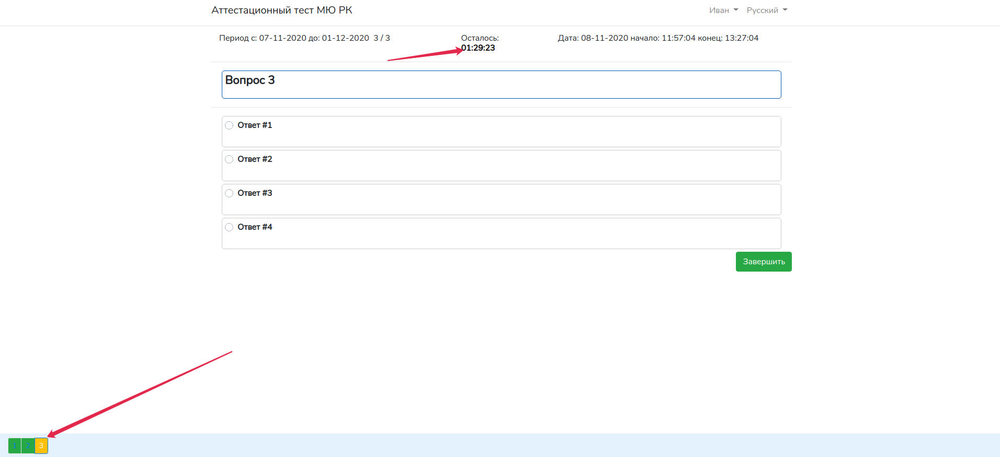 Аттестационный тест МЮ РК
Иван Русский
Период с: 07-11-2020 до: 01-12-2020 3 / 3
Осталось:
01:29:23
Дата: 08-11-2020 начало: 11:57:04 конец: 13:27:04
Вопрос 3
Ответ #1
Ответ #2
Ответ #3
Ответ #4
Завершить
1 2 3